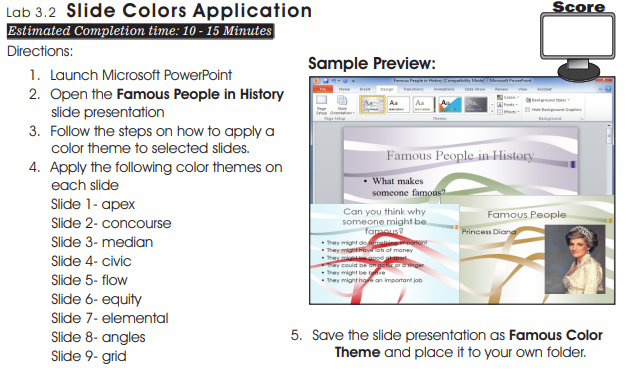 Lab 3.2 Slide Colors Application
Estimated Completion time: 10 - 15 Minutes
Score
Directions:
1. Launch Microsoft PowerPoint
2. Open the Famous People in History
slide presentation
3. Follow the steps on how to apply a
color theme to selected slides.
4. Apply the following color themes on
each slide
Slide 1- apex
Slide 2- concourse
Slide 3- median
Slide 4- civic
Slide 5- flow
Slide 6- equity
Slide 7- elemental
Slide 8- angles
Slide 9- grid
Sample Preview:
Famous People in History [Compatibility Mode] - Microsoft PowerPoint
File Home Insert Design Transitions Animations Slide Show Review View Acrobat
Page Setup Slide Orientation
Aa Aa Aa Aa
Colors
Fonts
Effects
Background Styles
Hide Background Graphics
Page Setup Themes Background
Famous People in History
• What makes
someone famous?
Can you think why
someone might be
famous?
• They might do something important
• They might have lots of money
• They might be good at sport
• They could be an actor or a singer
• They might be brave
• They might have an important job
Famous People
Princess Diana
5. Save the slide presentation as Famous Color
Theme and place it to your own folder.